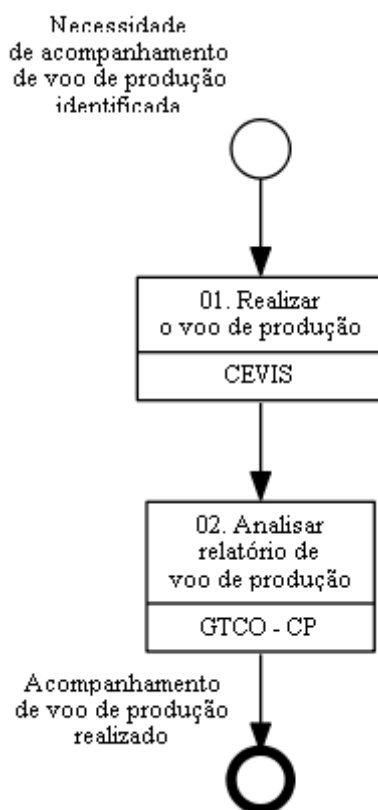 Necessidade
de acompanhamento
de voo de produção
identificada
01. Realizar
o voo de produção
CEVIS
02. Analisar
relatório de
voo de produção
GTCO - CP
Acompanhamento
de voo de produção
realizado